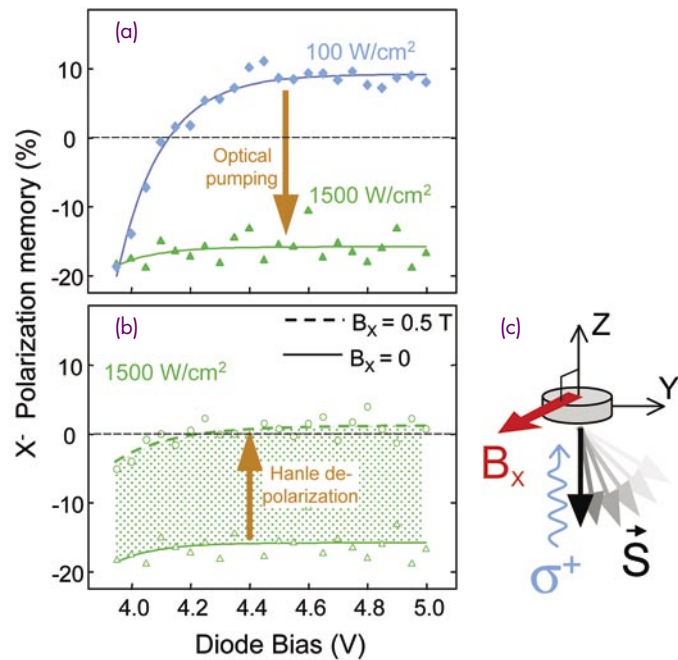 (a)
100 W/cm²
Optical
pumping
1500 W/cm²
10
0
-10
-20
X- Polarization memory (%)
(b)
Bₓ = 0.5 T
Bₓ = 0
1500 W/cm²
Hanle de-
polarization
10
0
-10
-20
4.0 4.2 4.4 4.6 4.8 5.0
Diode Bias (V)
(c)
Z
Y
Bₓ
S
σ⁺